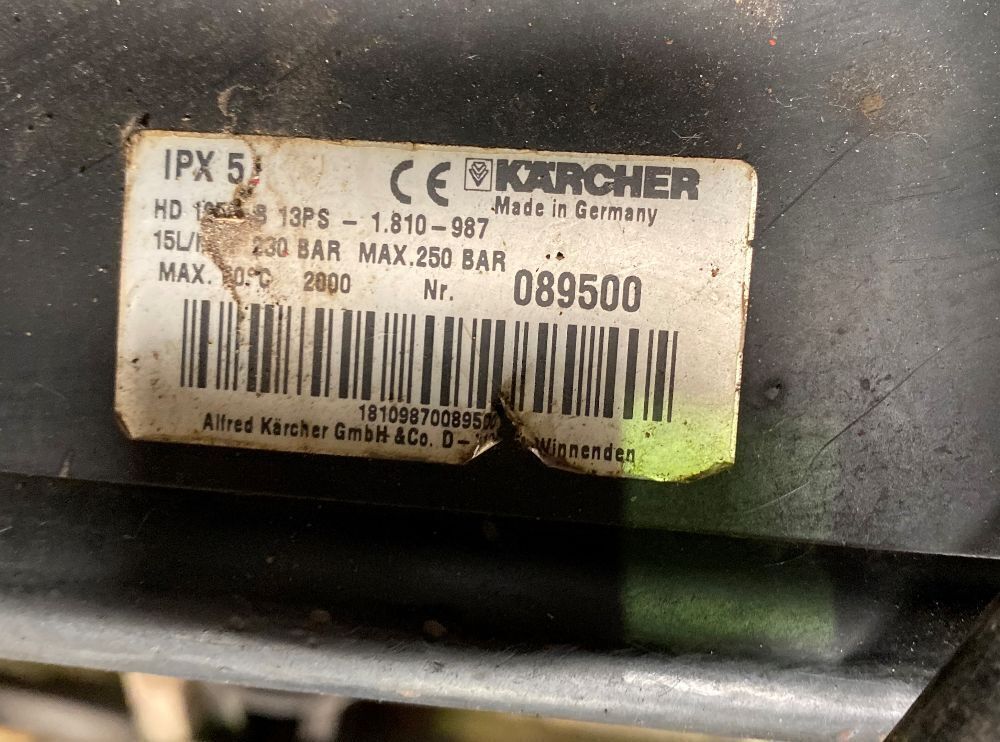 IPX 5
CE KÄRCHER
Made in Germany
HD 13PS - 1.810-987
230 BAR MAX.250 BAR
MAX. 2000 Nr. 089500
Alfred Kärcher GmbH &Co. D- Winnenden